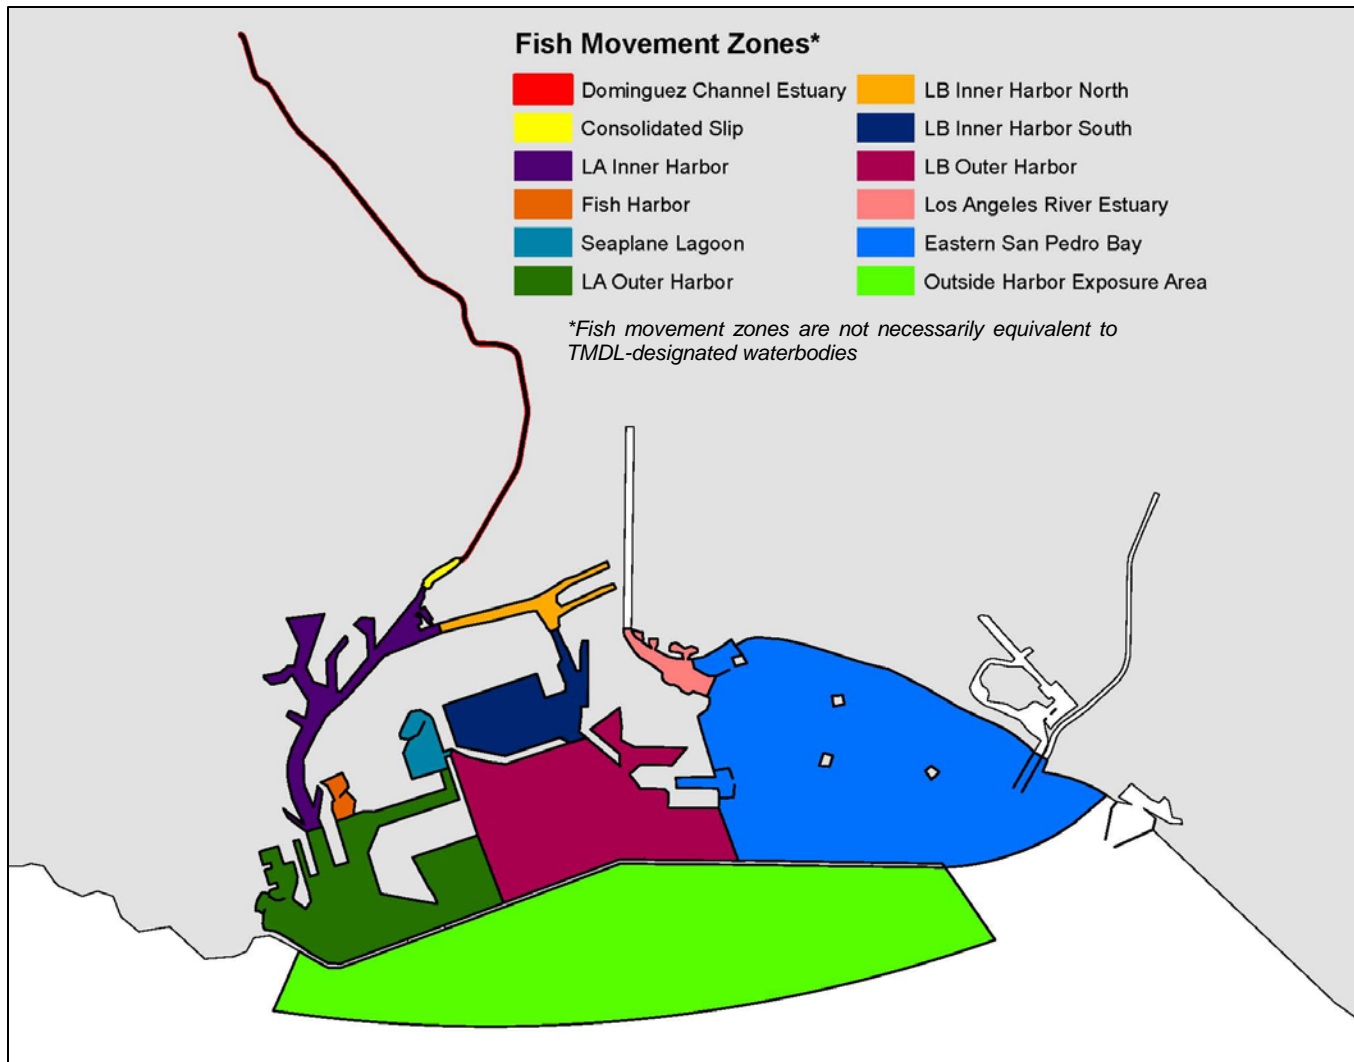 Fish Movement Zones*
Dominguez Channel Estuary
Consolidated Slip
LA Inner Harbor
Fish Harbor
Seaplane Lagoon
LA Outer Harbor
LB Inner Harbor North
LB Inner Harbor South
LB Outer Harbor
Los Angeles River Estuary
Eastern San Pedro Bay
Outside Harbor Exposure Area
*Fish movement zones are not necessarily equivalent to
TMDL-designated waterbodies